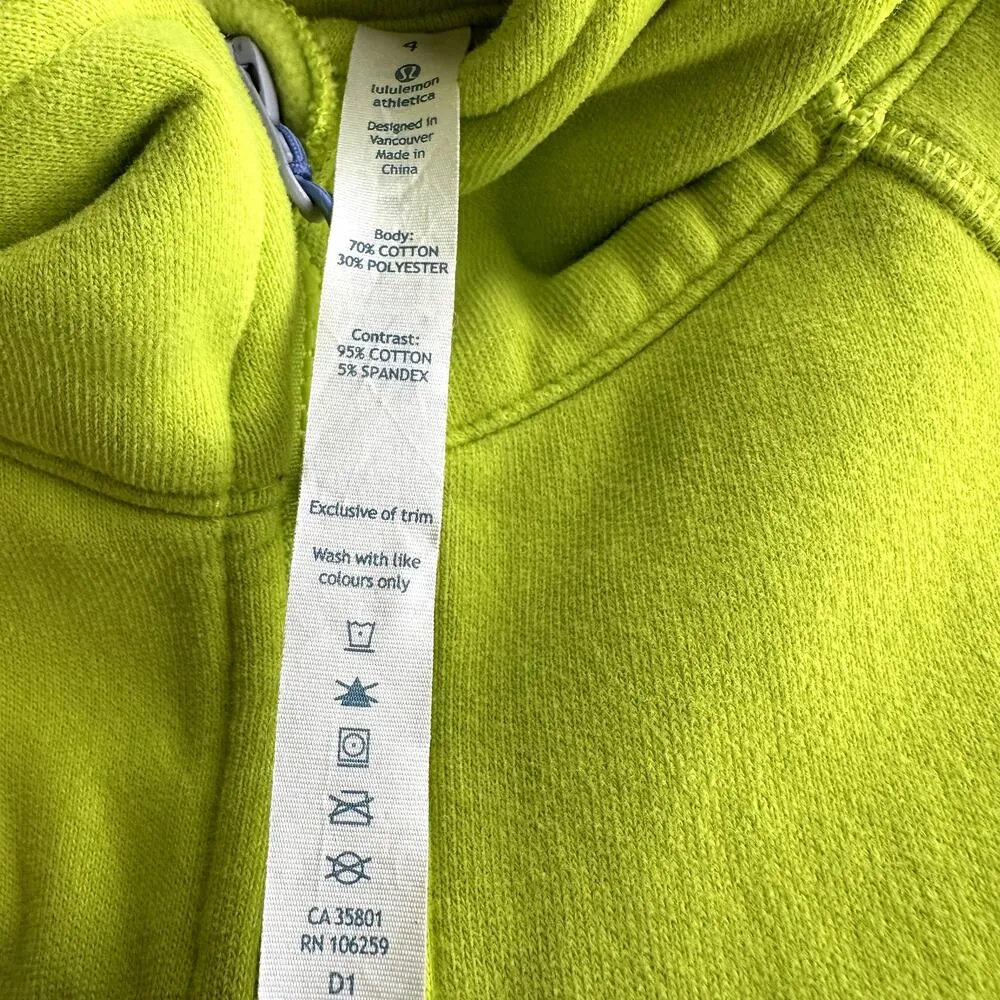 4
lululemon
athletica
Designed in
Vancouver
Made in
China
Body:
70% COTTON
30% POLYESTER
Contrast:
95% COTTON
5% SPANDEX
Exclusive of trim
Wash with like
colours only
CA 35801
RN 106259
D1